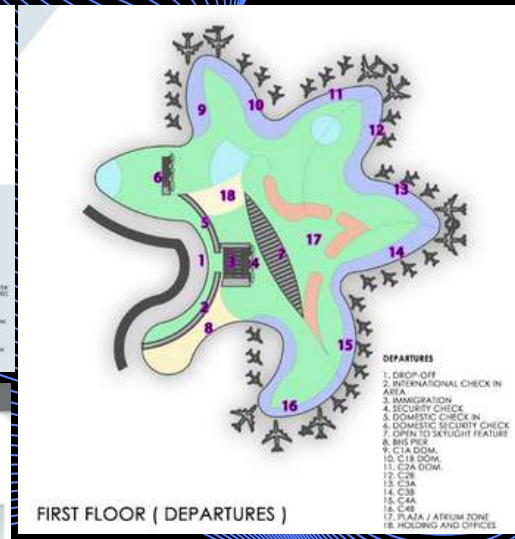 9
10
11
12
6
13
18
5
17
14
1
3
4
7
2
8
15
16
DEPARTURES
1. DROP-OFF
2. INTERNATIONAL CHECK IN
AREA
3. IMMIGRATION
4. SECURITY CHECK
5. DOMESTIC CHECK IN
6. DOMESTIC SECURITY CHECK
7. OPEN TO SKYLIGHT FEATURE
8. BHS PIER
9. C1A DOM.
10. C1B DOM.
11. C2A DOM.
12. C2B
13. C3A
14. C3B
15. C4A
16. C4B
17. PLAZA / ATRIUM ZONE
18. HOLDING AND OFFICES
FIRST FLOOR ( DEPARTURES )